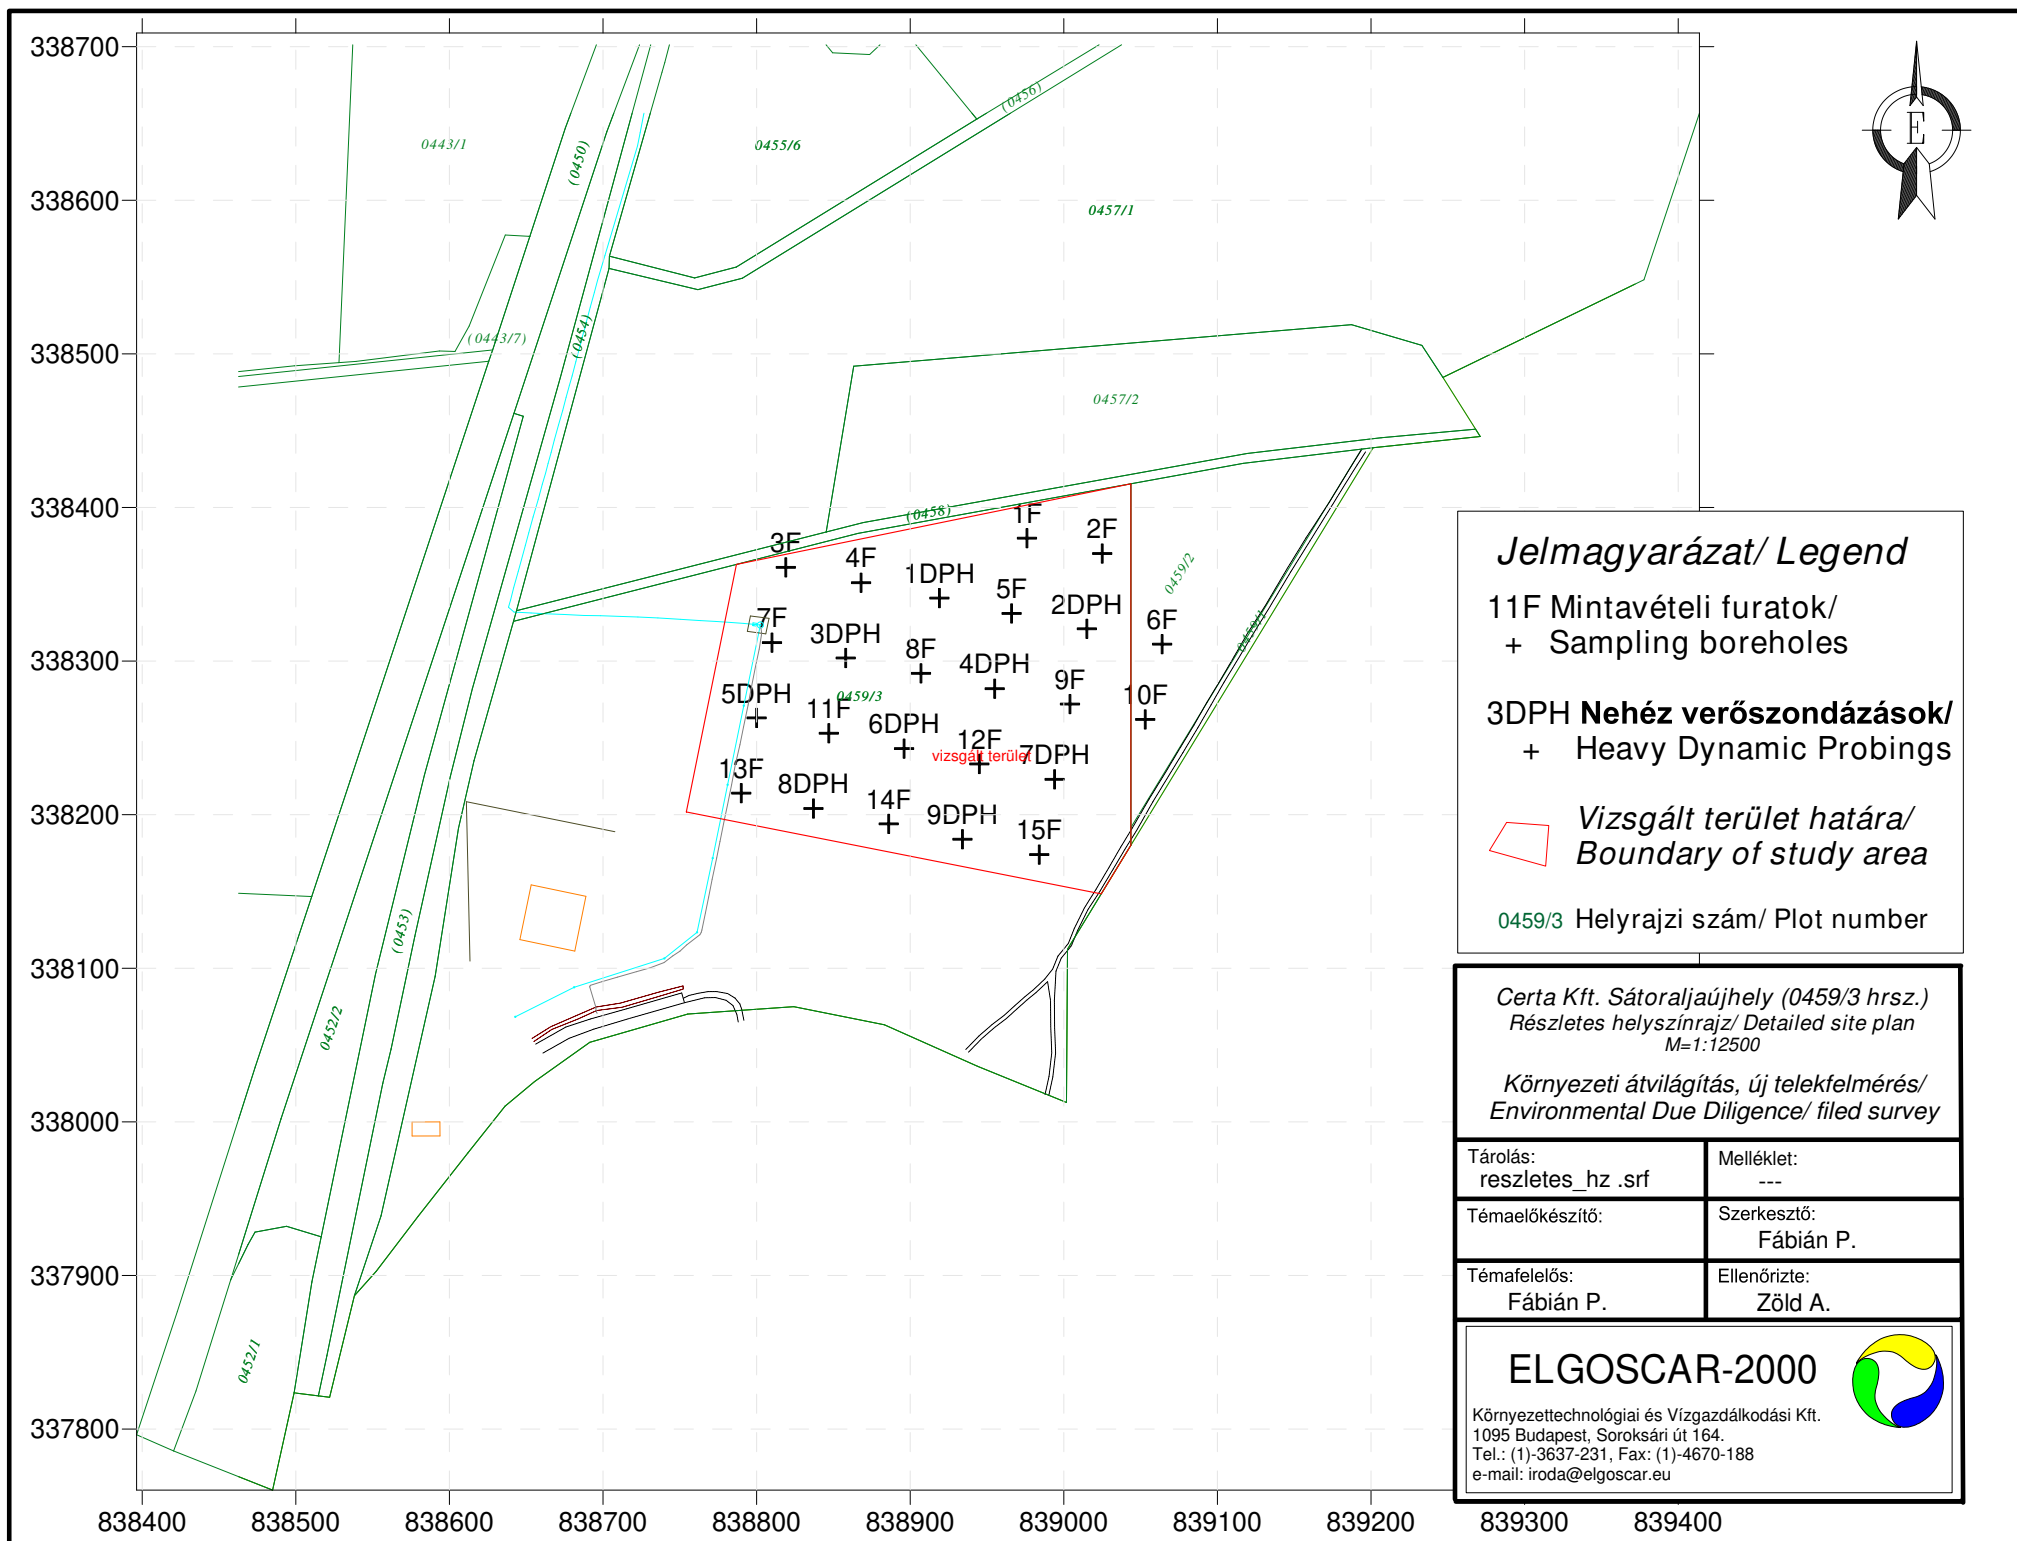 338700
338600
338500
338400
338300
338200
338100
338000
337900
337800
838400 838500 838600 838700 838800 838900 839000 839100 839200 839300 839400
0443/1
(0450)
0455/6
(0456)
0457/1
(0443/7)
(0454)
0457/2
(0458)
0459/2
0459/1
0459/3
(0453)
0452/2
0452/1
1F
2F
3F
4F
1DPH
5F
2DPH
6F
7F
3DPH
8F
4DPH
9F
10F
5DPH
11F
6DPH
12F
vizsgált terület
7DPH
13F
8DPH
14F
9DPH
15F
E
Jelmagyarázat/ Legend
11F Mintavételi furatok/
+ Sampling boreholes
3DPH Nehéz verőszondázások/
+ Heavy Dynamic Probings
Vizsgált terület határa/
Boundary of study area
0459/3 Helyrajzi szám/ Plot number
Certa Kft. Sátoraljaújhely (0459/3 hrsz.)
Részletes helyszínrajz/ Detailed site plan
M=1:12500
Környezeti átvilágítás, új telekfelmérés/
Environmental Due Diligence/ filed survey
Tárolás:
reszletes_hz .srf
Melléklet:
---
Témaelőkészítő:
Szerkesztő:
Fábián P.
Témafelelős:
Fábián P.
Ellenőrizte:
Zöld A.
ELGOSCAR-2000
Környezettechnológiai és Vízgazdálkodási Kft.
1095 Budapest, Soroksári út 164.
Tel.: (1)-3637-231, Fax: (1)-4670-188
e-mail: iroda@elgoscar.eu